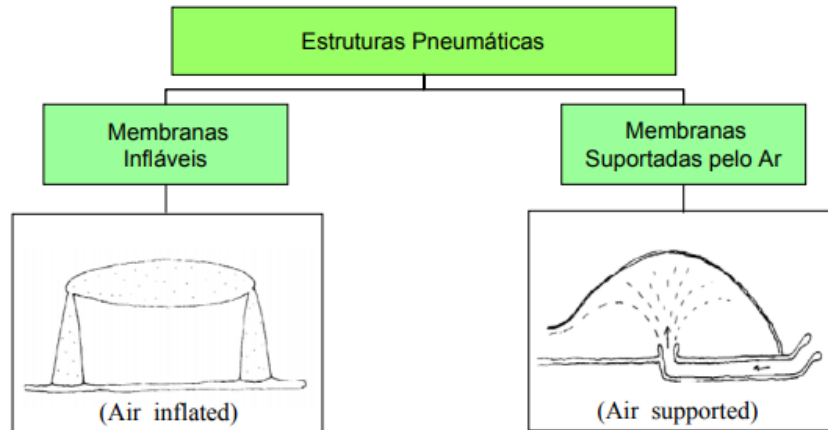 Estruturas Pneumáticas
Membranas
Infláveis
Membranas
Suportadas pelo Ar
(Air inflated)
(Air supported)